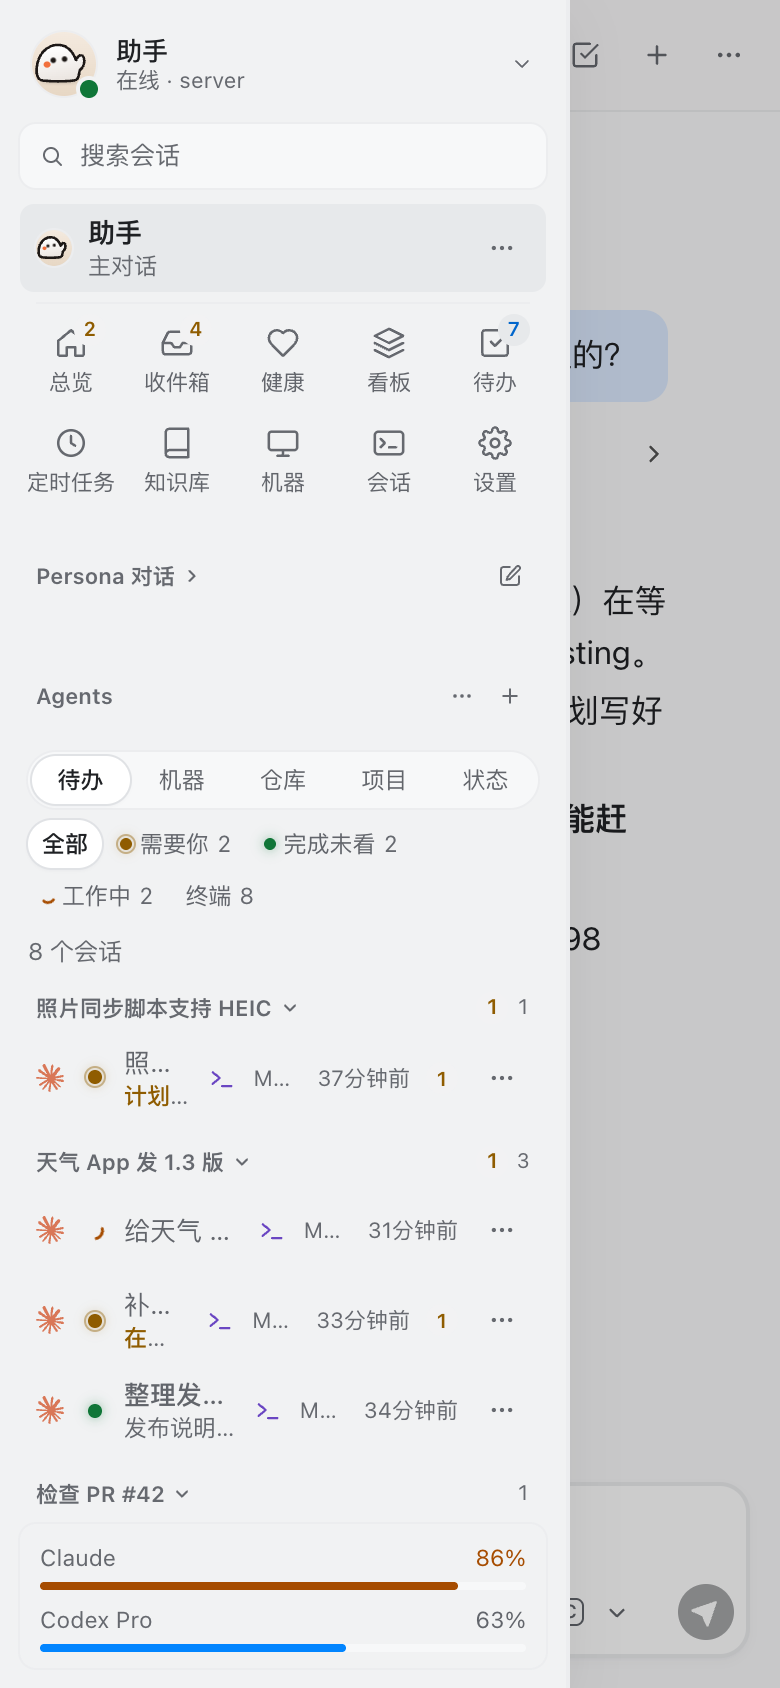 助手
在线 · server
搜索会话
助手
主对话
2
4
7
总览
收件箱
健康
看板
待办
定时任务
知识库
机器
会话
设置
的?
Persona 对话
）在等
sting。
Agents
划写好
待办
机器
仓库
项目
状态
能赶
全部
需要你 2
完成未看 2
工作中 2
终端 8
98
8 个会话
照片同步脚本支持 HEIC
1 1
照...
计划...
M...
37分钟前
1
天气 App 发 1.3 版
1 3
给天气 ...
M...
31分钟前
补...
在...
M...
33分钟前
1
整理发...
发布说明...
M...
34分钟前
检查 PR #42
1
Claude
86%
Codex Pro
63%